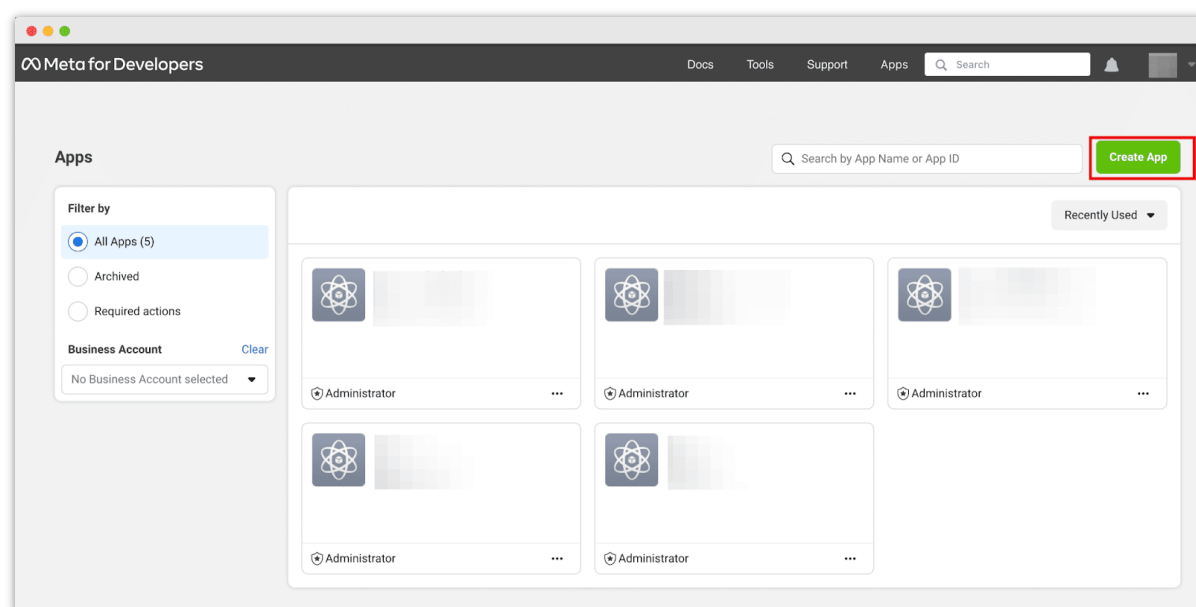 Meta for Developers
Docs Tools Support Apps Search
Apps
Search by App Name or App ID
Create App
Filter by
All Apps (5)
Archived
Required actions
Business Account Clear
No Business Account selected
Recently Used
Administrator Administrator Administrator
Administrator Administrator